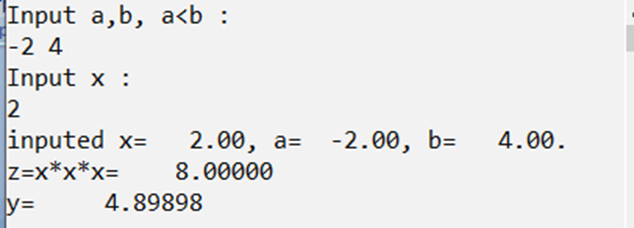 Input a,b, a<b :
-2 4
Input x :
2
inputed x=   2.00, a=  -2.00, b=   4.00.
z=x*x*x=    8.00000
y=     4.89898